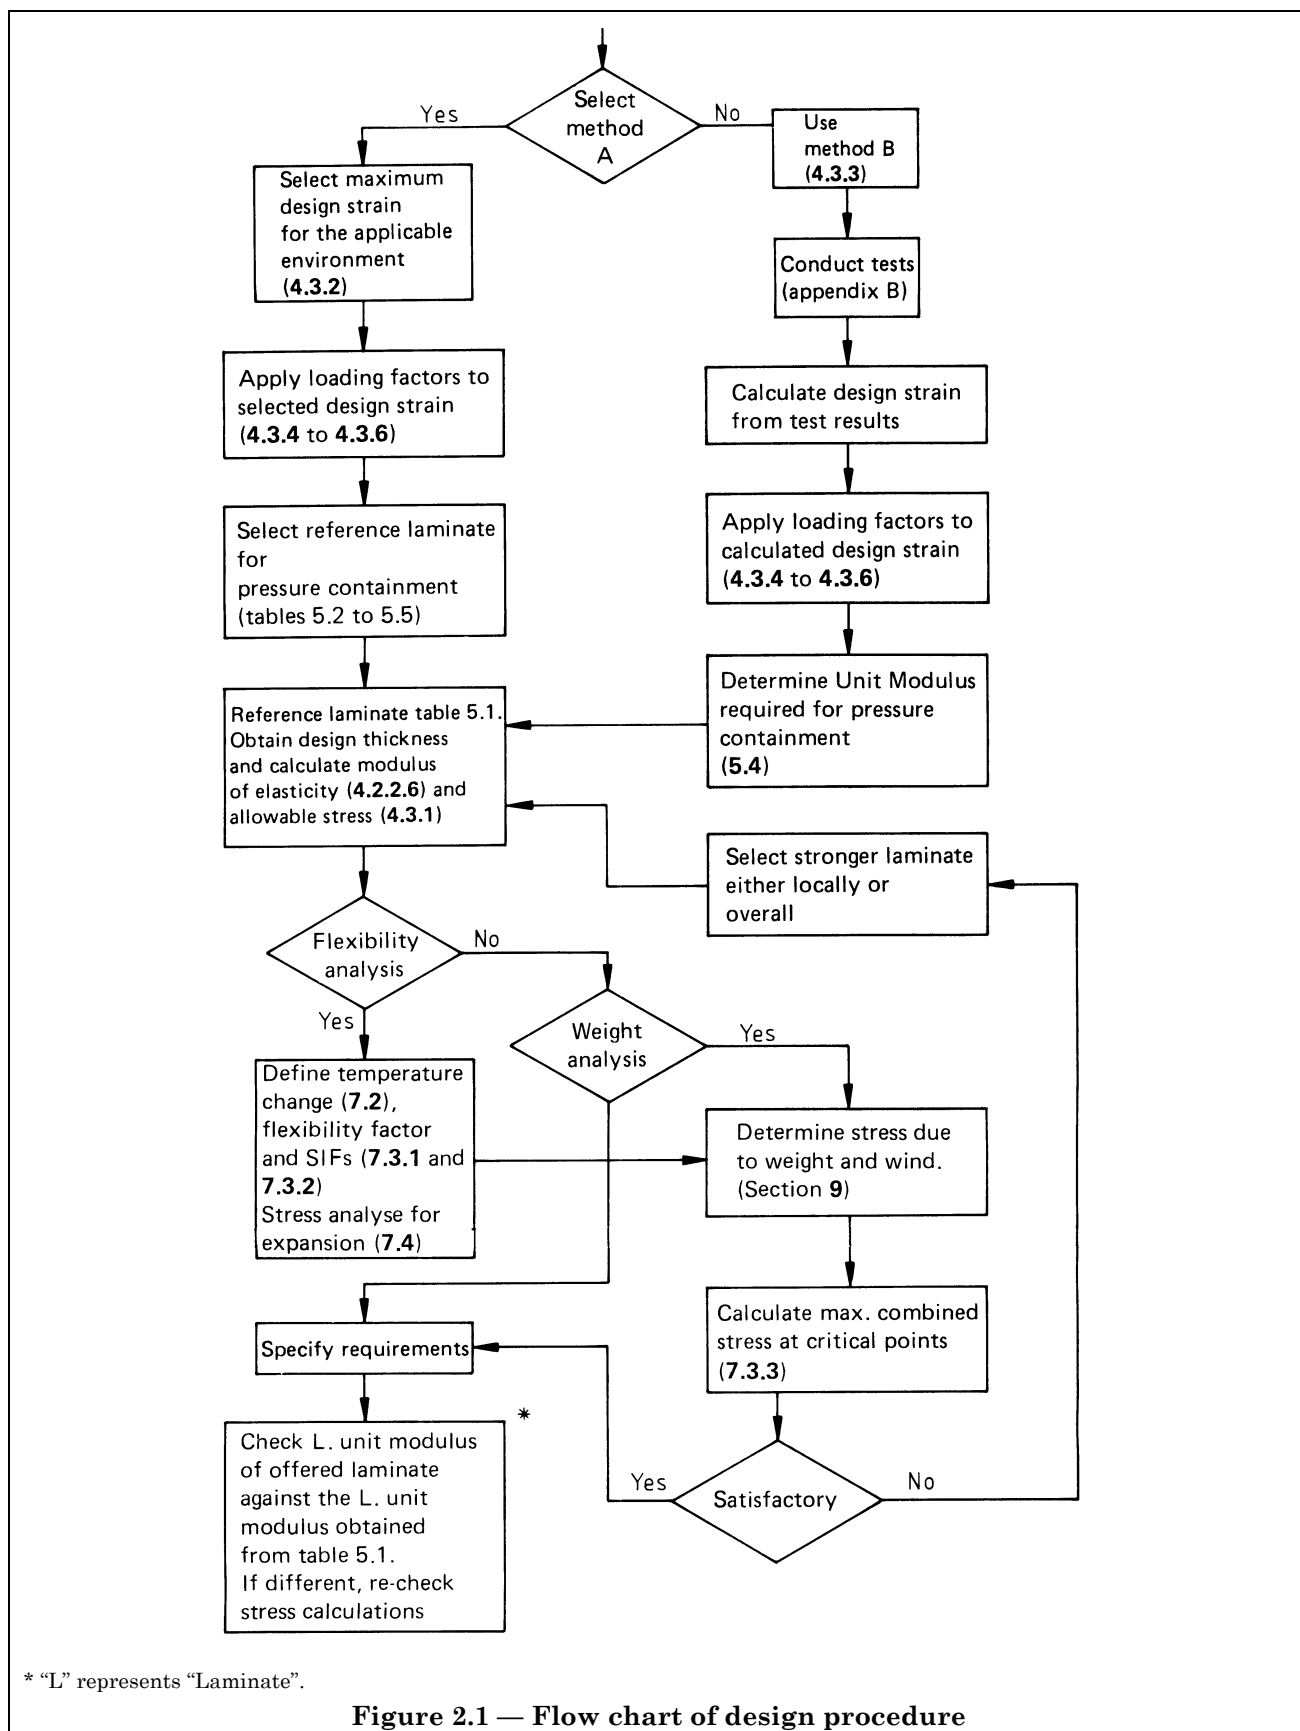 Select
method
A
Yes
No
Use
method B
(4.3.3)
Select maximum
design strain
for the applicable
environment
(4.3.2)
Conduct tests
(appendix B)
Apply loading factors to
selected design strain
(4.3.4 to 4.3.6)
Calculate design strain
from test results
Select reference laminate
for
pressure containment
(tables 5.2 to 5.5)
Apply loading factors to
calculated design strain
(4.3.4 to 4.3.6)
Reference laminate table 5.1.
Obtain design thickness
and calculate modulus
of elasticity (4.2.2.6) and
allowable stress (4.3.1)
Determine Unit Modulus
required for pressure
containment
(5.4)
Select stronger laminate
either locally or
overall
Flexibility
analysis
No
Yes
Weight
analysis
Yes
Define temperature
change (7.2),
flexibility factor
and SIFs (7.3.1 and
7.3.2)
Stress analyse for
expansion (7.4)
Determine stress due
to weight and wind.
(Section 9)
Calculate max. combined
stress at critical points
(7.3.3)
Specify requirements
*
Check L. unit modulus
of offered laminate
against the L. unit
modulus obtained
from table 5.1.
If different, re-check
stress calculations
Yes
Satisfactory
No
* “L” represents “Laminate”.
Figure 2.1 — Flow chart of design procedure